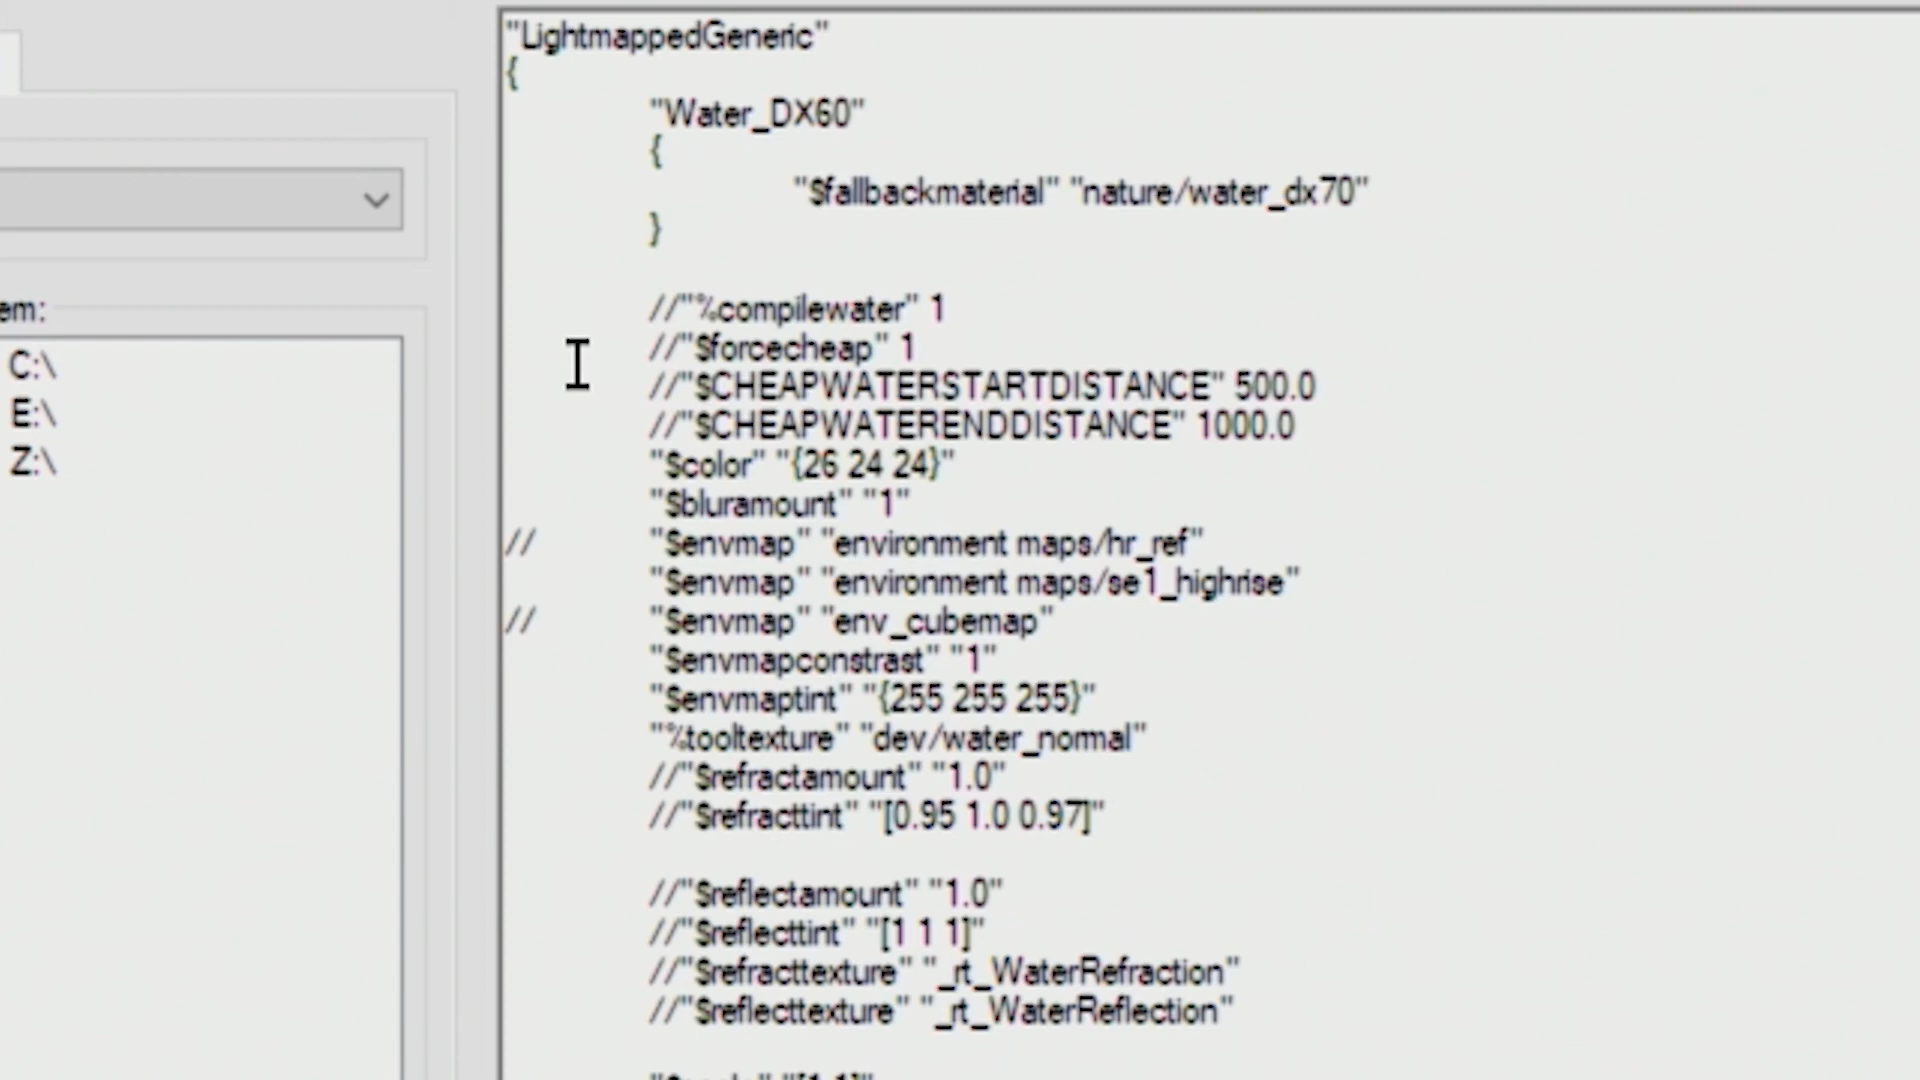 "LightmappedGeneric"
{
"Water_DX60"
{
"$fallbackmaterial" "nature/water_dx70"
}
em:
C:\
E:\
Z:\
//"%compilewater" 1
//"$forcecheap" 1
//"$CHEAPWATERSTARTDISTANCE" 500.0
//"$CHEAPWATERENDDISTANCE" 1000.0
"$color" "{26 24 24}"
"$bluramount" "1"
// "$envmap" "environment maps/hr_ref"
"$envmap" "environment maps/se1_highrise"
// "$envmap" "env_cubemap"
"$envmapconstrast" "1"
"$envmaptint" "{255 255 255}"
"%tooltexture" "dev/water_normal"
//"$refractamount" "1.0"
//"$refracttint" "[0.95 1.0 0.97]"
//"$reflectamount" "1.0"
//"$reflecttint" "[1 1 1]"
//"$refracttexture" "_rt_WaterRefraction"
//"$reflecttexture" "_rt_WaterReflection"